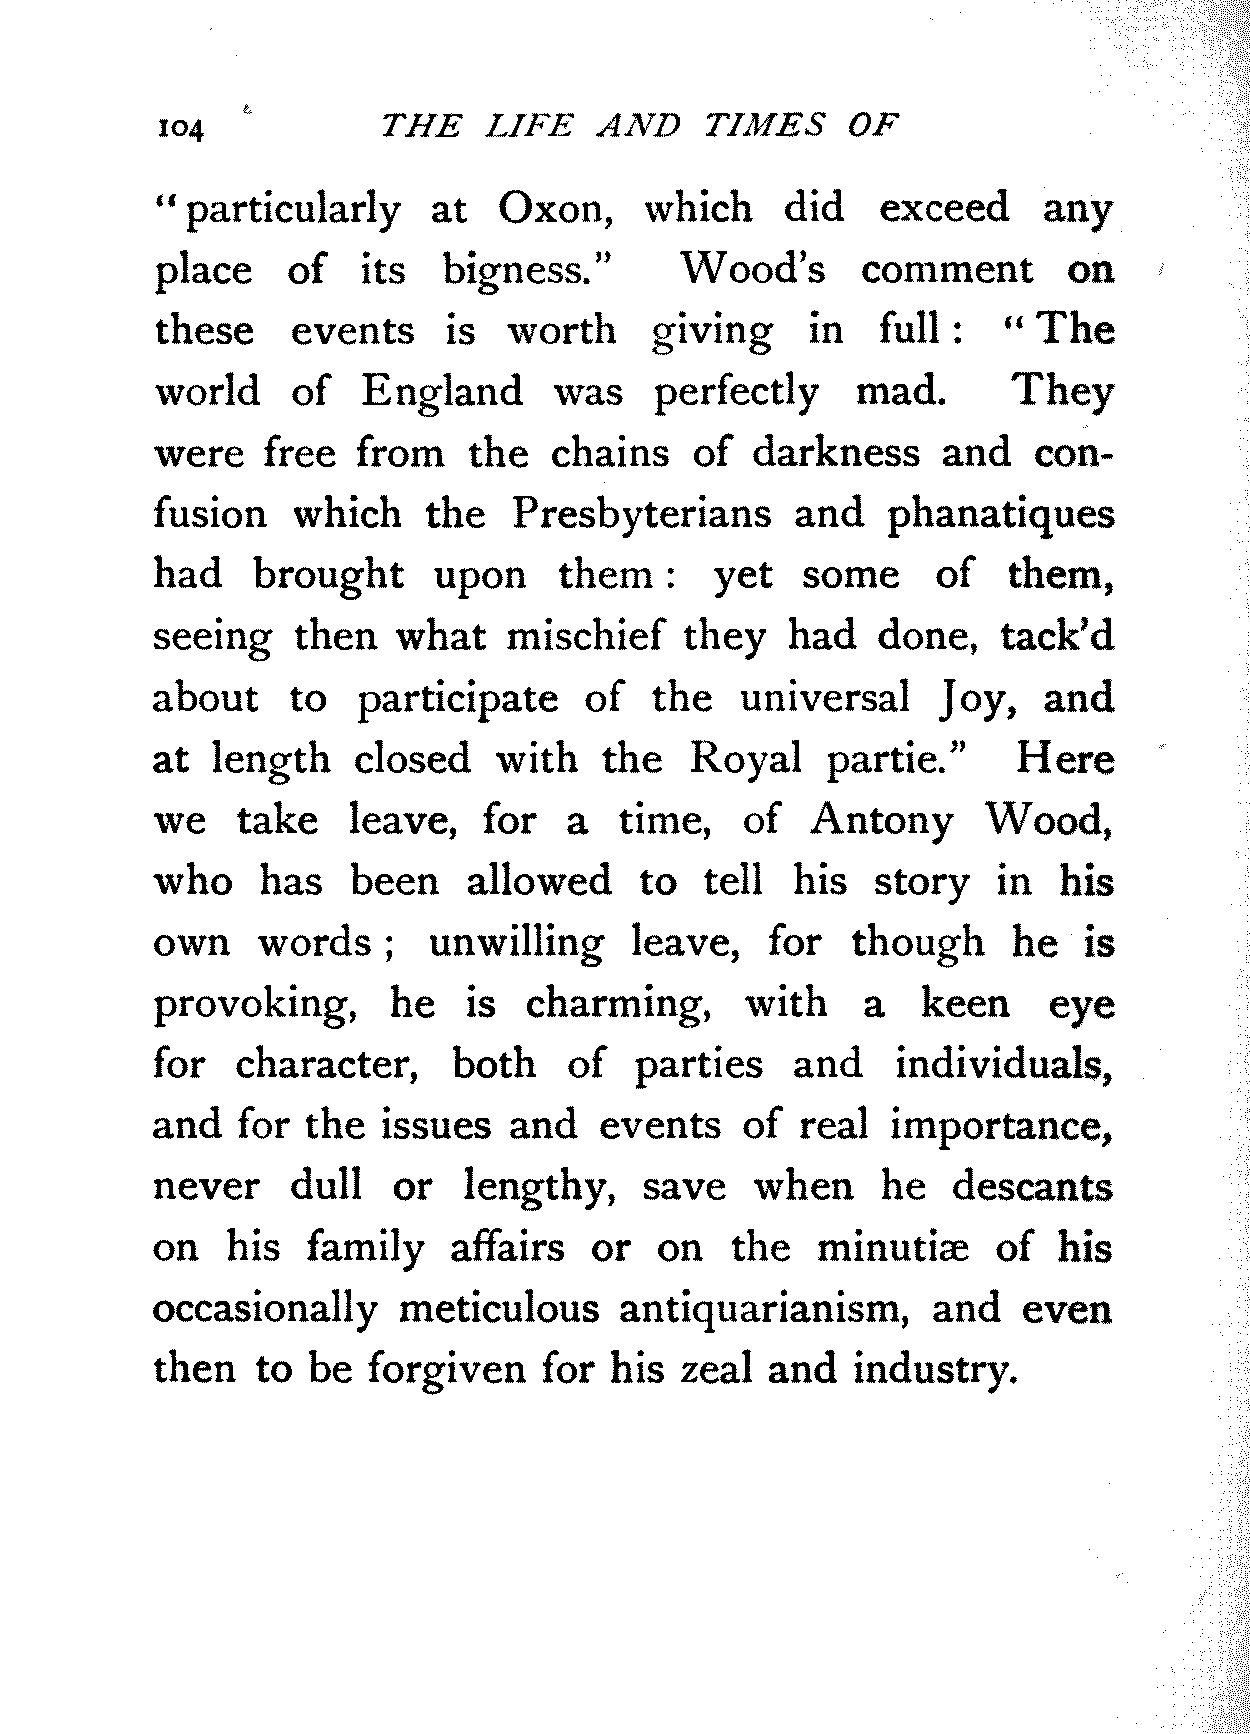 104 THE LIFE AND TIMES OF
"particularly at Oxon, which did exceed any
place of its bigness." Wood's comment on
these events is worth giving in full: "The
world of England was perfectly mad. They
were free from the chains of darkness and con-
fusion which the Presbyterians and phanatiques
had brought upon them: yet some of them,
seeing then what mischief they had done, tack'd
about to participate of the universal Joy, and
at length closed with the Royal partie." Here
we take leave, for a time, of Antony Wood,
who has been allowed to tell his story in his
own words; unwilling leave, for though he is
provoking, he is charming, with a keen eye
for character, both of parties and individuals,
and for the issues and events of real importance,
never dull or lengthy, save when he descants
on his family affairs or on the minutiæ of his
occasionally meticulous antiquarianism, and even
then to be forgiven for his zeal and industry.